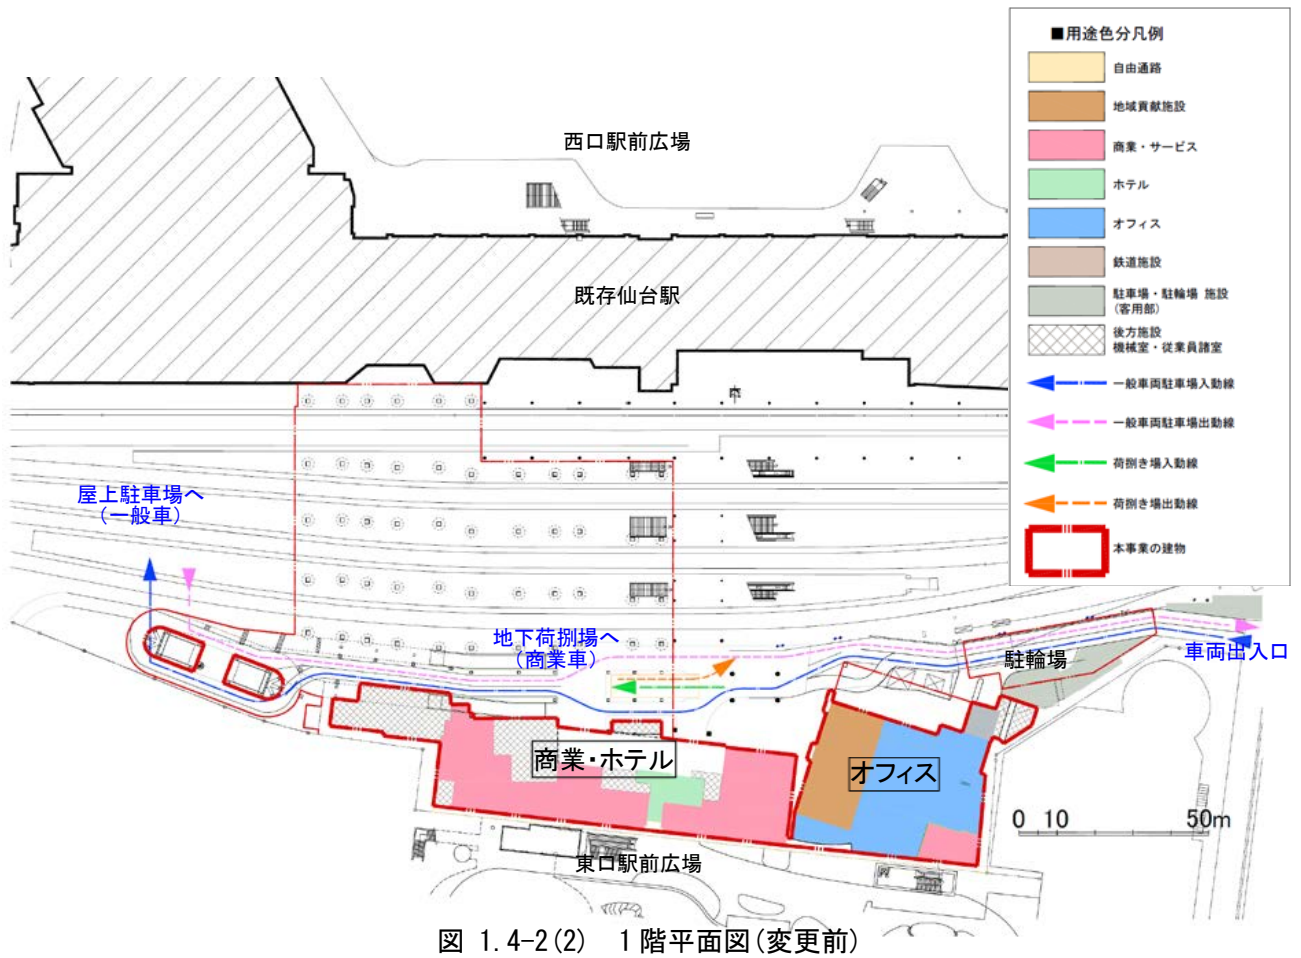 ■用途色分凡例
自由通路
地域貢献施設
商業・サービス
ホテル
オフィス
鉄道施設
駐車場・駐輪場 施設
(客用部)
後方施設
機械室・従業員諸室
一般車両駐車場入動線
一般車両駐車場出動線
荷捌き場入動線
荷捌き場出動線
本事業の建物
西口駅前広場
既存仙台駅
屋上駐車場へ
(一般車)
地下荷捌場へ
(商業車)
駐輪場
車両出入口
商業・ホテル
オフィス
0 10 50m
東口駅前広場
図 1.4-2(2) 1階平面図(変更前)